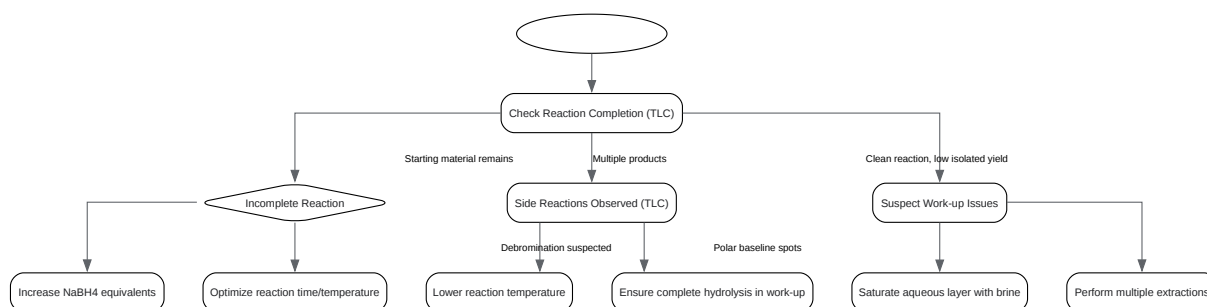 Check Reaction Completion (TLC)
Starting material remains
Multiple products
Clean reaction, low isolated yield
Incomplete Reaction
Side Reactions Observed (TLC)
Suspect Work-up Issues
Debromination suspected
Polar baseline spots
Increase NaBH4 equivalents
Optimize reaction time/temperature
Lower reaction temperature
Ensure complete hydrolysis in work-up
Saturate aqueous layer with brine
Perform multiple extractions